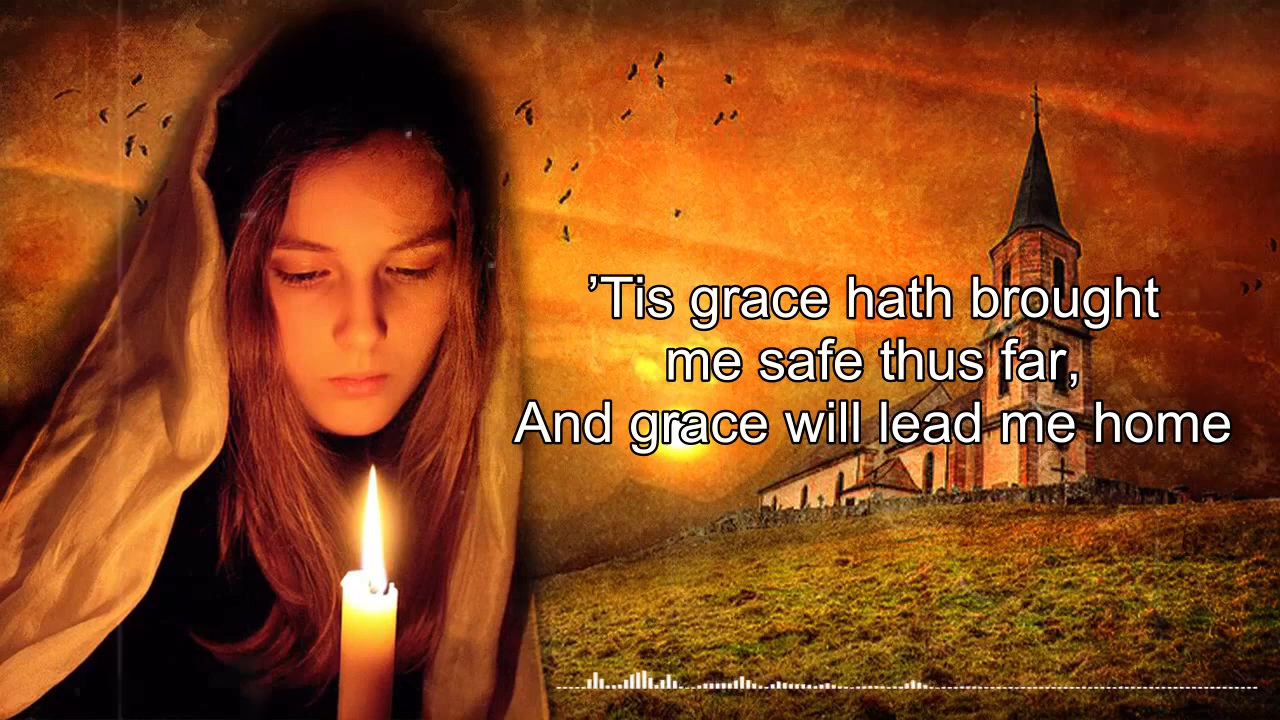 ’Tis grace hath brought
me safe thus far,
And grace will lead me home